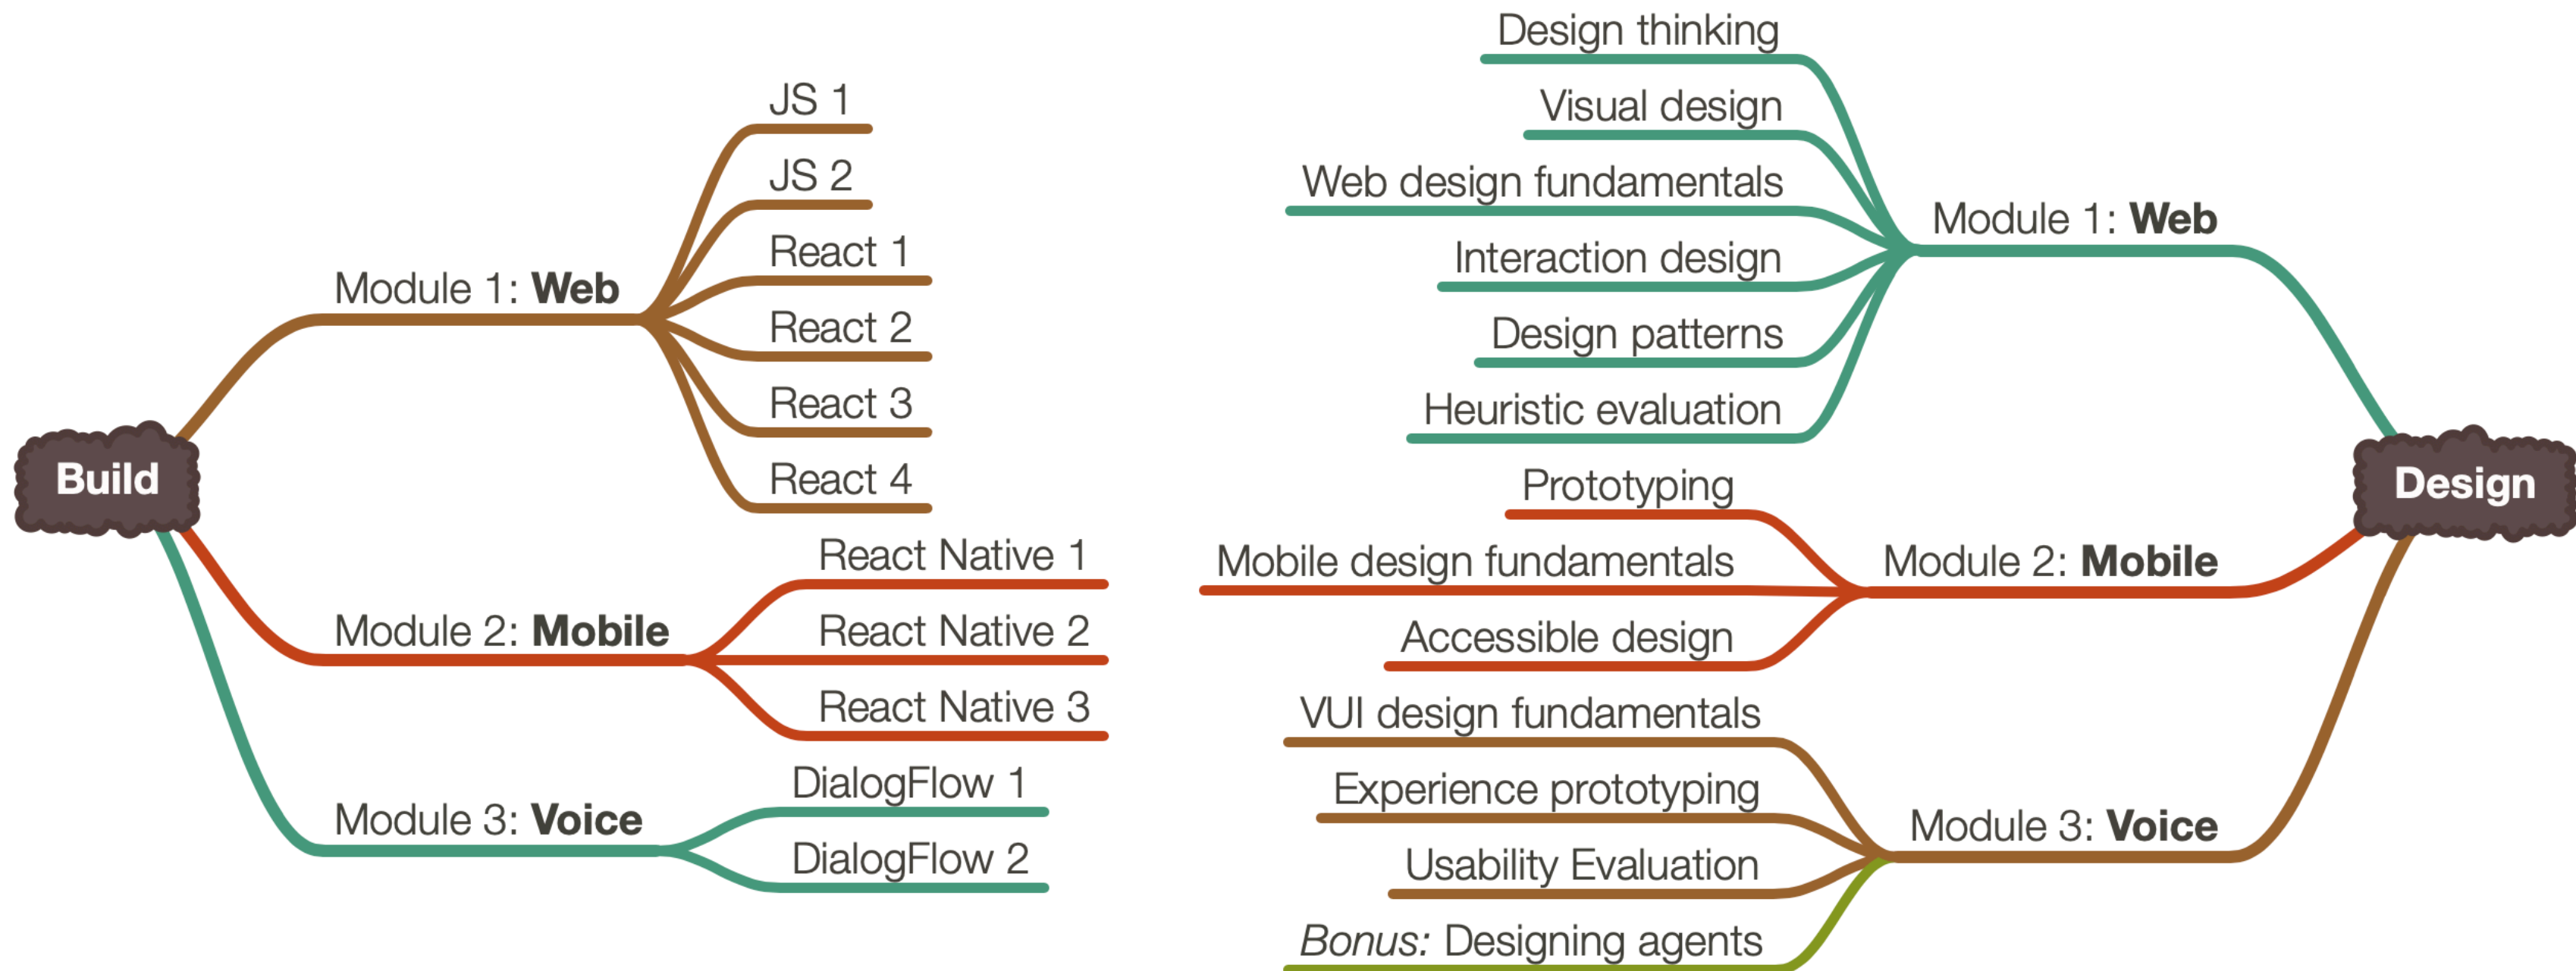 Build
Module 1: Web
JS 1
JS 2
React 1
React 2
React 3
React 4
Module 2: Mobile
React Native 1
React Native 2
React Native 3
Module 3: Voice
DialogFlow 1
DialogFlow 2
Design
Module 1: Web
Design thinking
Visual design
Web design fundamentals
Interaction design
Design patterns
Heuristic evaluation
Module 2: Mobile
Prototyping
Mobile design fundamentals
Accessible design
Module 3: Voice
VUI design fundamentals
Experience prototyping
Usability Evaluation
Bonus: Designing agents